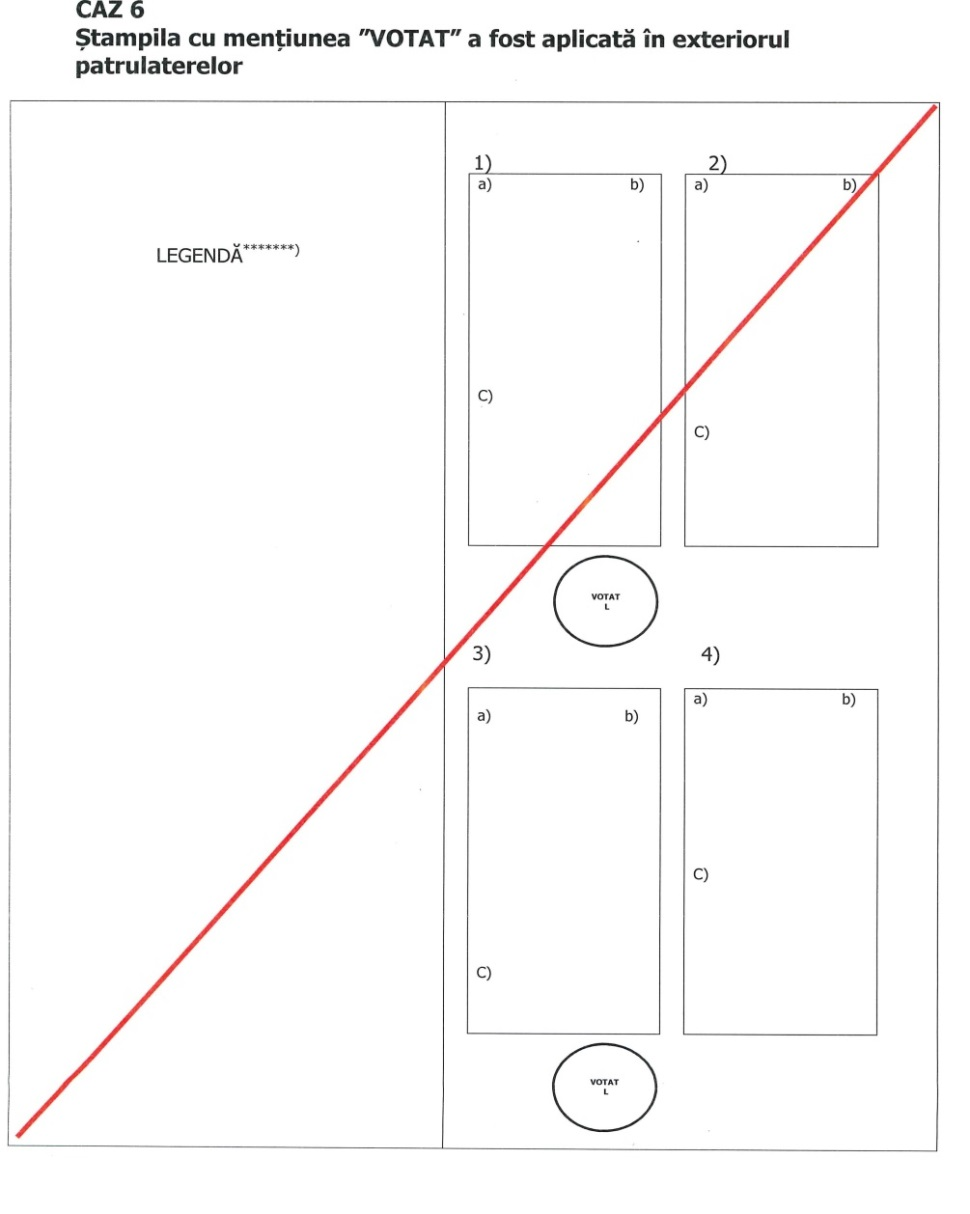 CAZ 6
Ștampila cu mențiunea ”VOTAT” a fost aplicată în exteriorul
patrulaterelor
LEGENDĂ*******)
1)
a) b)
C)
2)
a) b)
C)
VOTAT
L
3)
a) b)
C)
4)
a) b)
C)
VOTAT
L